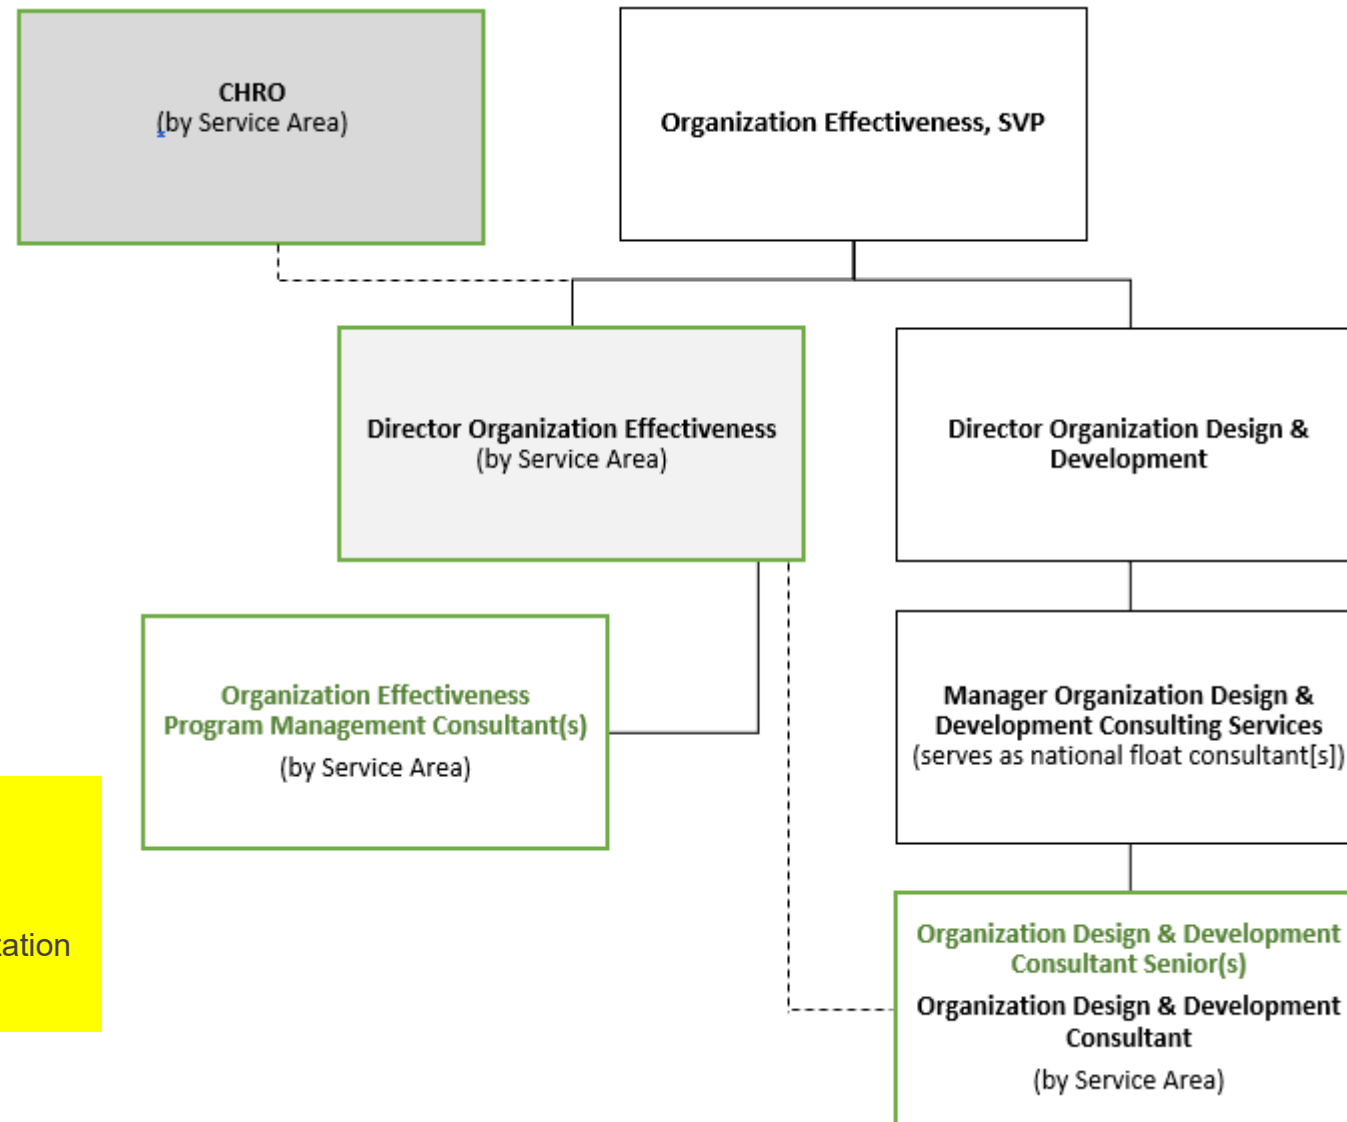 CHRO
(by Service Area)
Organization Effectiveness, SVP
Director Organization Effectiveness
(by Service Area)
Director Organization Design &
Development
Organization Effectiveness
Program Management Consultant(s)
(by Service Area)
Manager Organization Design &
Development Consulting Services
(serves as national float consultant[s])
tation
Organization Design & Development
Consultant Senior(s)
Organization Design & Development
Consultant
(by Service Area)